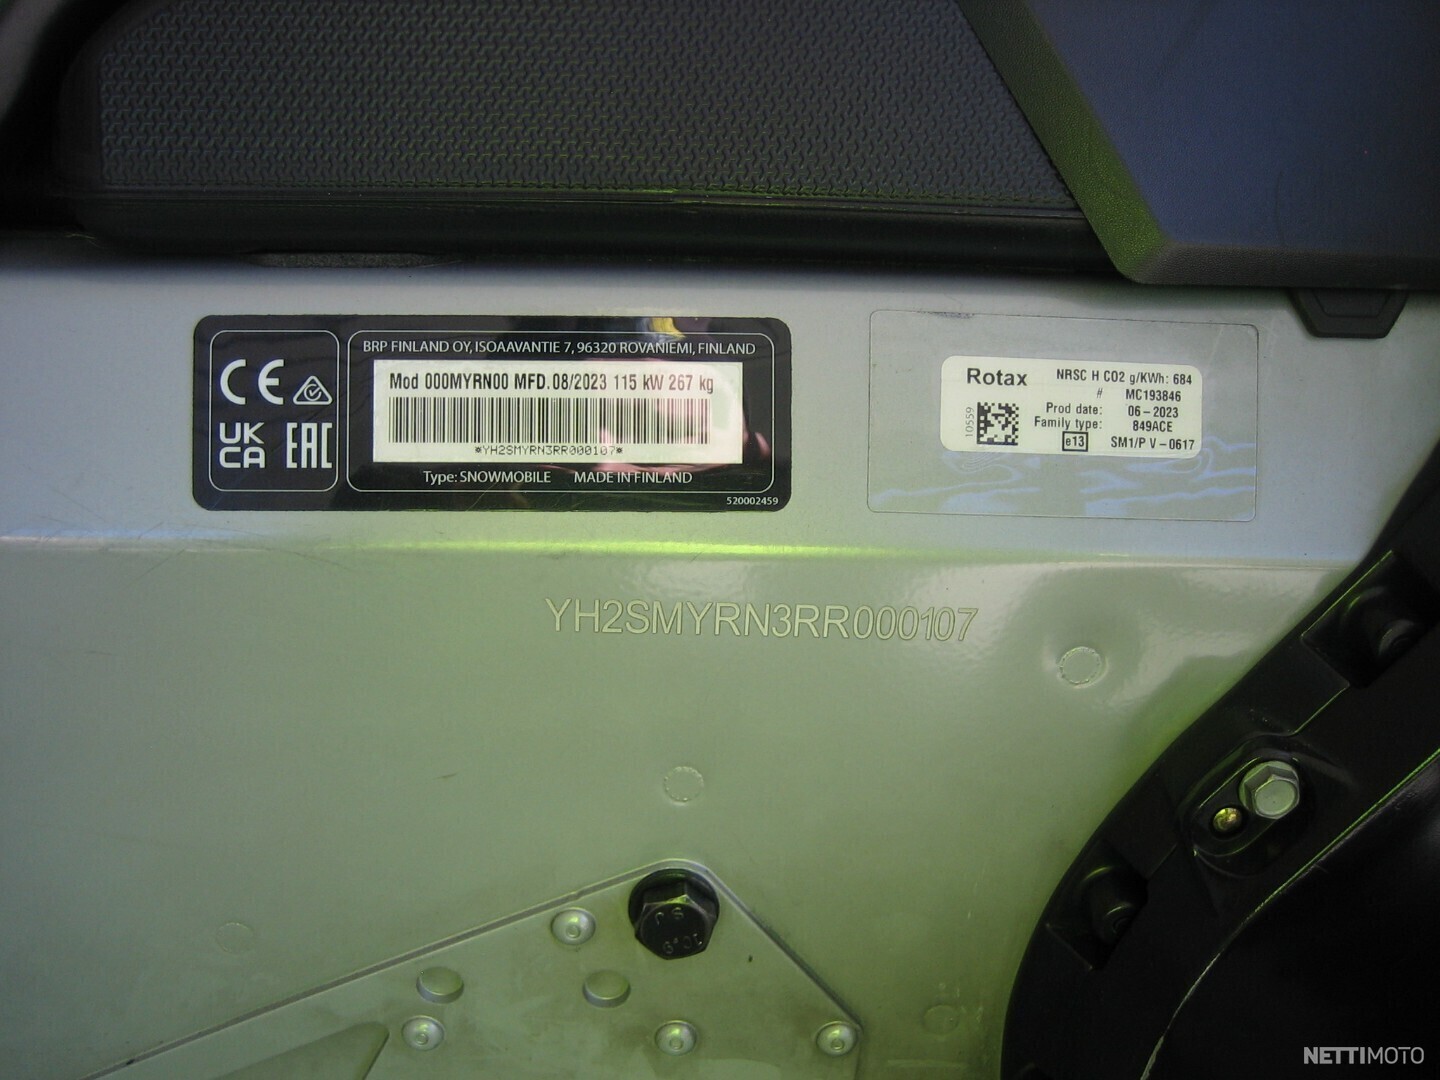 CE
UK
CA EAC
BRP FINLAND OY, ISOAAVANTIE 7, 96320 ROVANIEMI, FINLAND
Mod 000MYRN00 MFD. 08/2023 115 kW 267 kg
*YH2SMYRN3RR000107*
Type: SNOWMOBILE MADE IN FINLAND
520002459
Rotax NRSC H CO2 g/KWh: 684
# MC193846
10559 Prod date: 06-2023
Family type: 849ACE
e13 SM1/P V-0617
YH2SMYRN3RR000107
NETTIMOTO